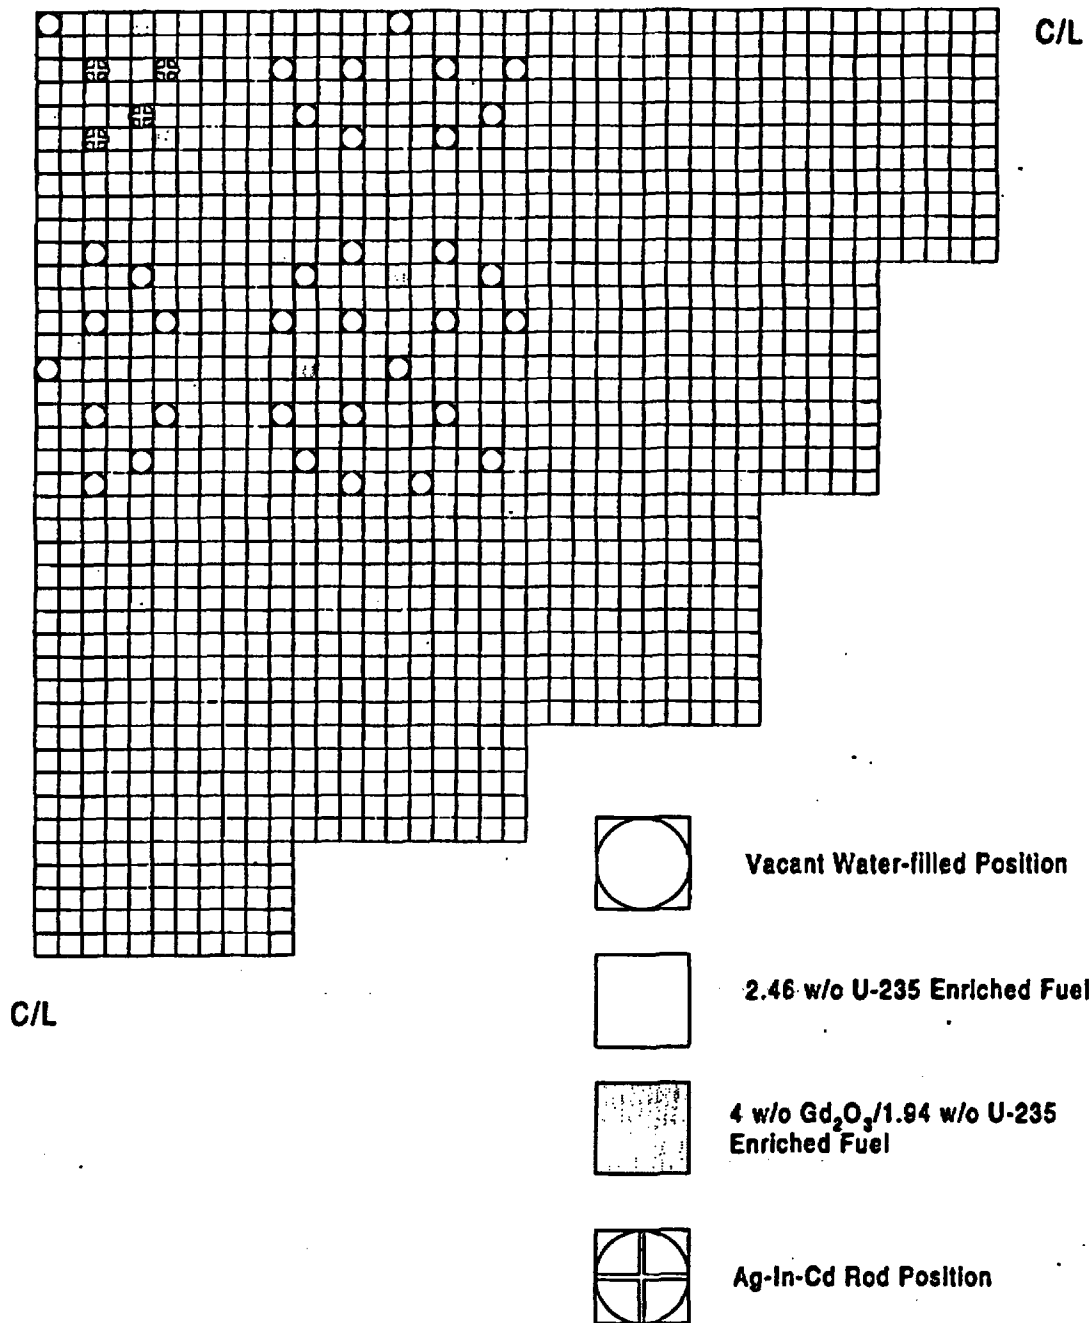 C/L
C/L
Vacant Water-filled Position
2.46 w/o U-235 Enriched Fuel
4 w/o Gd₂O₃/1.94 w/o U-235
Enriched Fuel
Ag-In-Cd Rod Position